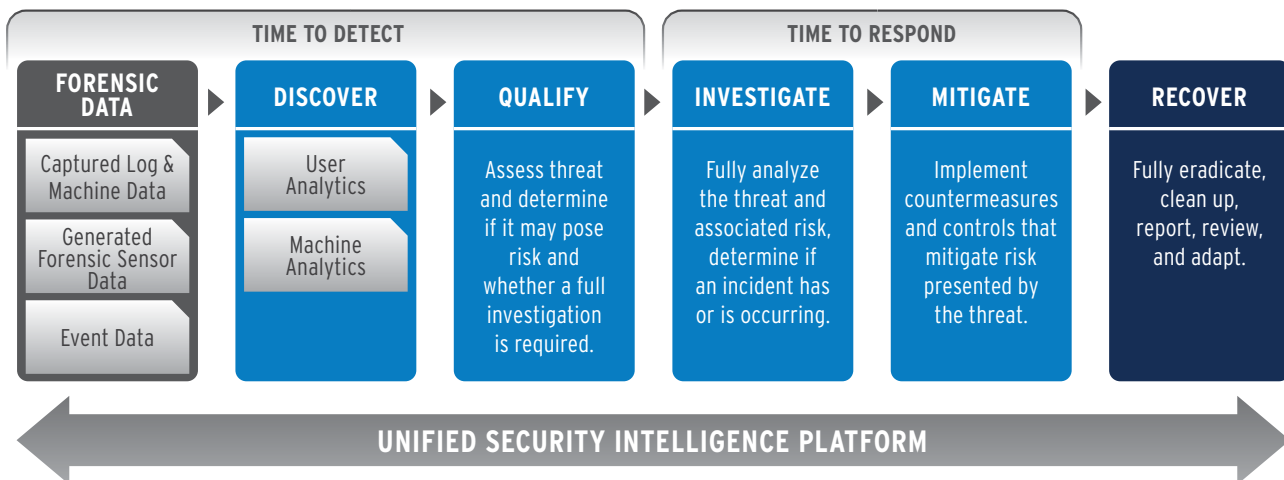 TIME TO DETECT
TIME TO RESPOND
FORENSIC
DATA
Captured Log &
Machine Data
Generated
Forensic Sensor
Data
Event Data
DISCOVER
User
Analytics
Machine
Analytics
QUALIFY
Assess threat
and determine
if it may pose
risk and
whether a full
investigation
is required.
INVESTIGATE
Fully analyze
the threat and
associated risk,
determine if
an incident has
or is occurring.
MITIGATE
Implement
countermeasures
and controls that
mitigate risk
presented by
the threat.
RECOVER
Fully eradicate,
clean up,
report, review,
and adapt.
UNIFIED SECURITY INTELLIGENCE PLATFORM